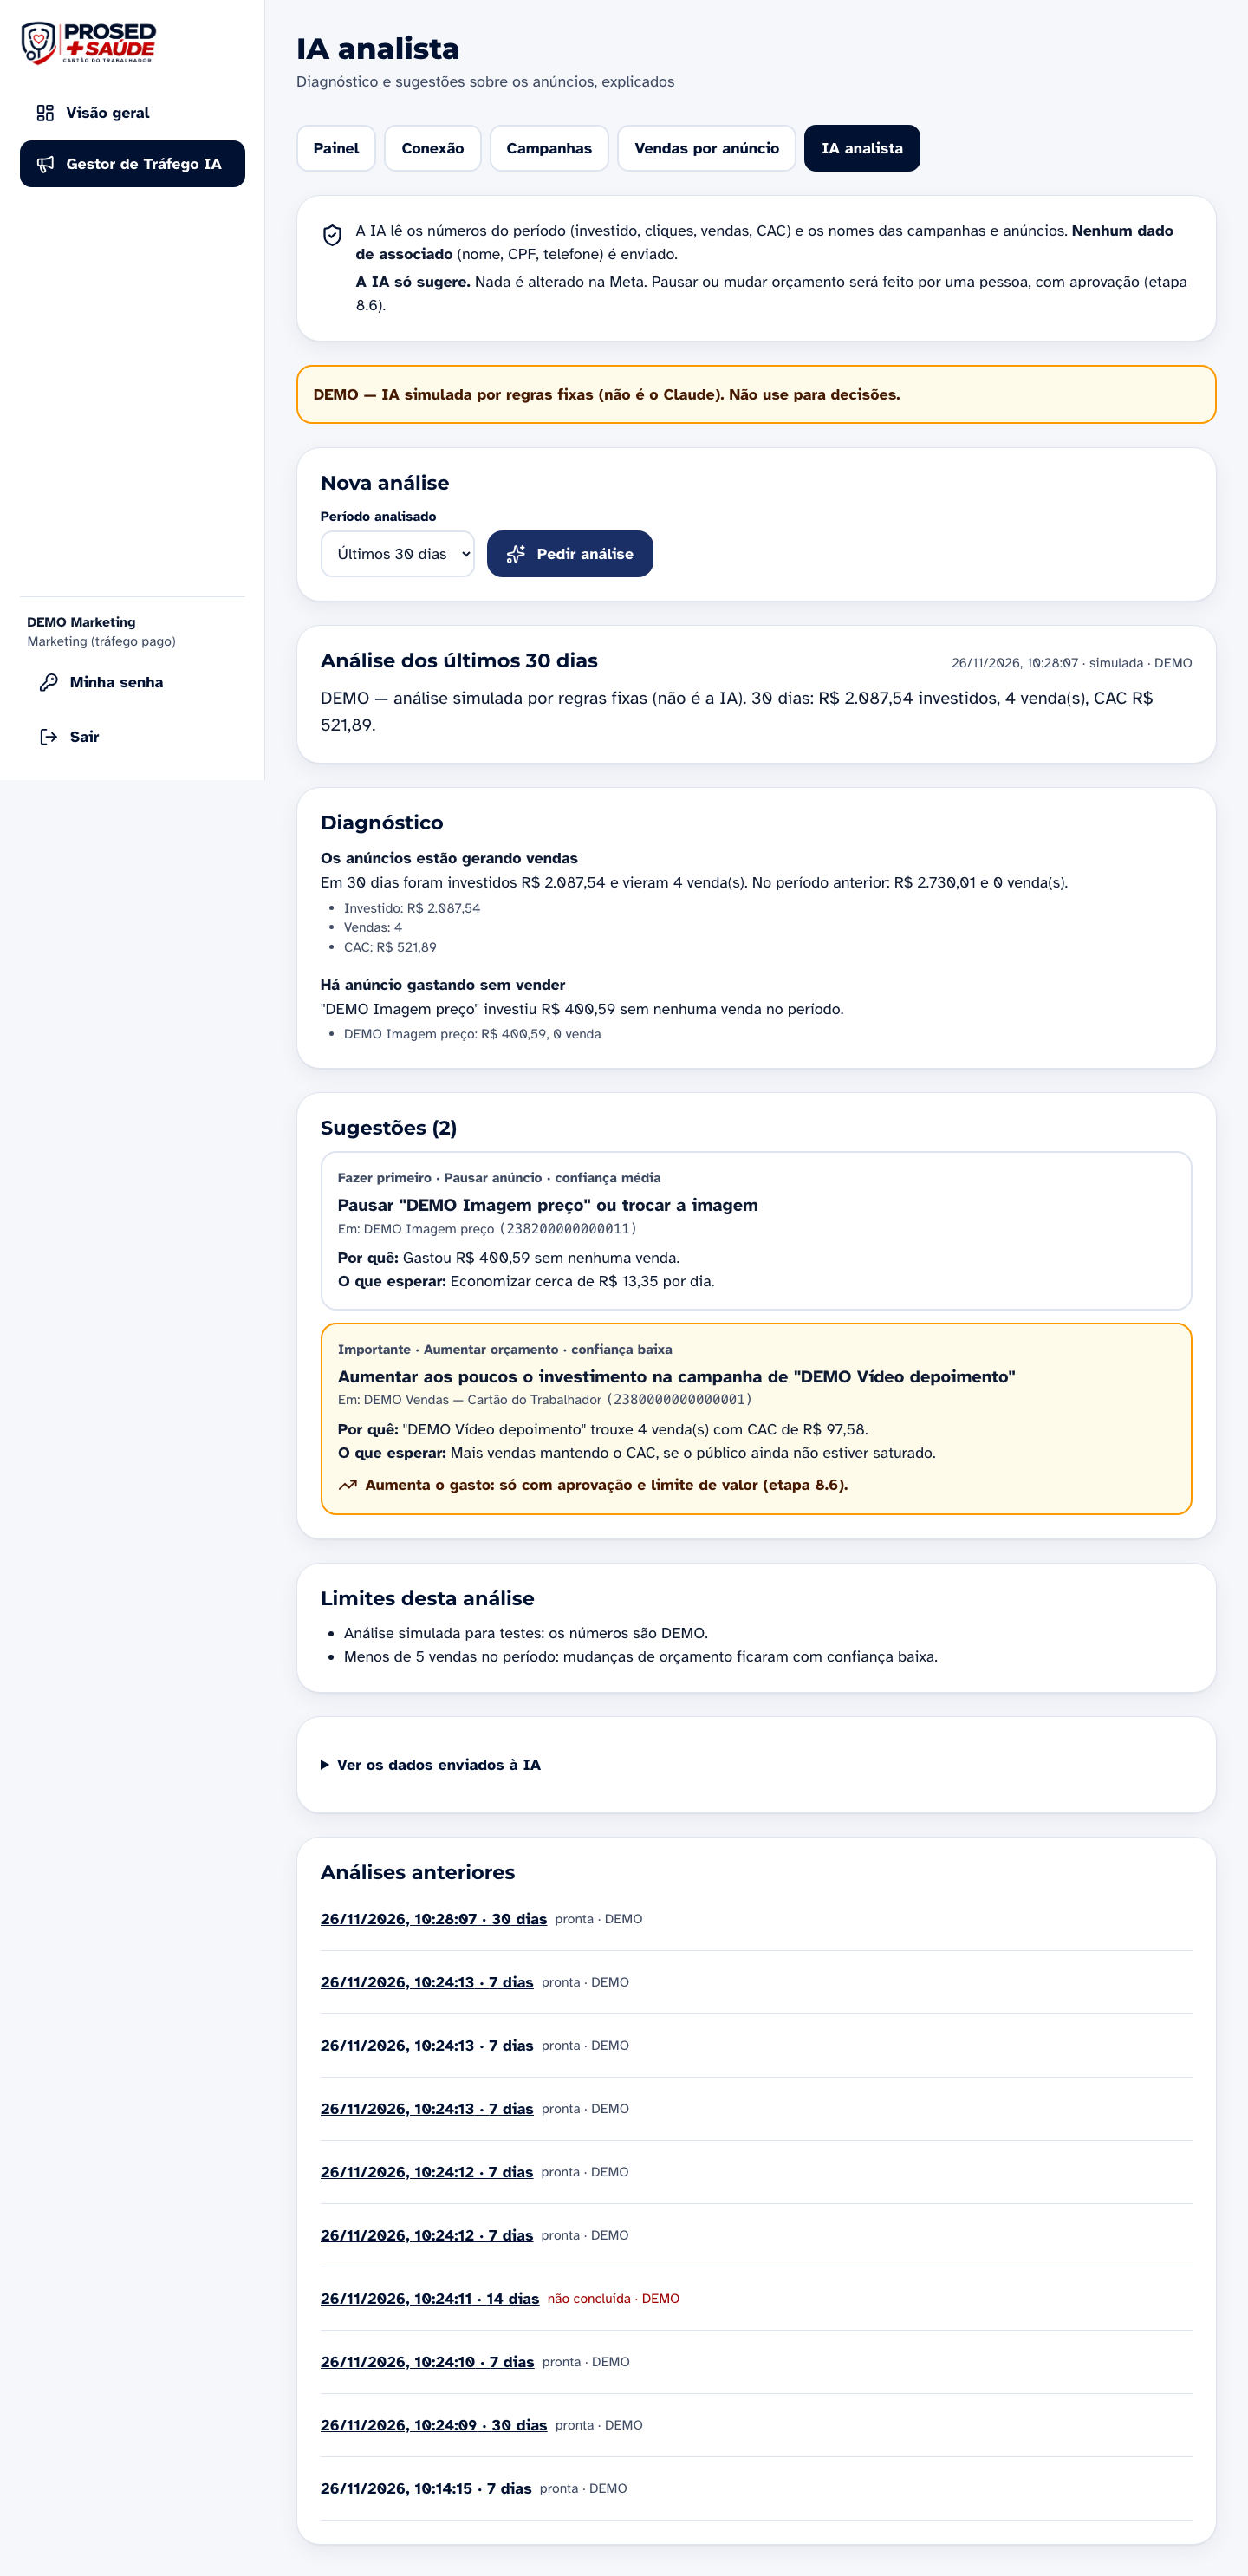 PROSED
+SAÚDE
CARTÃO DO TRABALHADOR
Visão geral
Gestor de Tráfego IA
DEMO Marketing
Marketing (tráfego pago)
Minha senha
Sair
IA analista
Diagnóstico e sugestões sobre os anúncios, explicados
Painel
Conexão
Campanhas
Vendas por anúncio
IA analista
A IA lê os números do período (investido, cliques, vendas, CAC) e os nomes das campanhas e anúncios. Nenhum dado
de associado (nome, CPF, telefone) é enviado.
A IA só sugere. Nada é alterado na Meta. Pausar ou mudar orçamento será feito por uma pessoa, com aprovação (etapa
8.6).
DEMO — IA simulada por regras fixas (não é o Claude). Não use para decisões.
Nova análise
Período analisado
Últimos 30 dias
Pedir análise
Análise dos últimos 30 dias
26/11/2026, 10:28:07 · simulada · DEMO
DEMO — análise simulada por regras fixas (não é a IA). 30 dias: R$ 2.087,54 investidos, 4 venda(s), CAC R$
521,89.
Diagnóstico
Os anúncios estão gerando vendas
Em 30 dias foram investidos R$ 2.087,54 e vieram 4 venda(s). No período anterior: R$ 2.730,01 e 0 venda(s).
• Investido: R$ 2.087,54
• Vendas: 4
• CAC: R$ 521,89
Há anúncio gastando sem vender
"DEMO Imagem preço" investiu R$ 400,59 sem nenhuma venda no período.
• DEMO Imagem preço: R$ 400,59, 0 venda
Sugestões (2)
Fazer primeiro · Pausar anúncio · confiança média
Pausar "DEMO Imagem preço" ou trocar a imagem
Em: DEMO Imagem preço (238200000000011)
Por quê: Gastou R$ 400,59 sem nenhuma venda.
O que esperar: Economizar cerca de R$ 13,35 por dia.
Importante · Aumentar orçamento · confiança baixa
Aumentar aos poucos o investimento na campanha de "DEMO Vídeo depoimento"
Em: DEMO Vendas — Cartão do Trabalhador (2380000000000001)
Por quê: "DEMO Vídeo depoimento" trouxe 4 venda(s) com CAC de R$ 97,58.
O que esperar: Mais vendas mantendo o CAC, se o público ainda não estiver saturado.
Aumenta o gasto: só com aprovação e limite de valor (etapa 8.6).
Limites desta análise
• Análise simulada para testes: os números são DEMO.
• Menos de 5 vendas no período: mudanças de orçamento ficaram com confiança baixa.
Ver os dados enviados à IA
Análises anteriores
26/11/2026, 10:28:07 · 30 dias pronta · DEMO
26/11/2026, 10:24:13 · 7 dias pronta · DEMO
26/11/2026, 10:24:13 · 7 dias pronta · DEMO
26/11/2026, 10:24:13 · 7 dias pronta · DEMO
26/11/2026, 10:24:12 · 7 dias pronta · DEMO
26/11/2026, 10:24:12 · 7 dias pronta · DEMO
26/11/2026, 10:24:11 · 14 dias não concluída · DEMO
26/11/2026, 10:24:10 · 7 dias pronta · DEMO
26/11/2026, 10:24:09 · 30 dias pronta · DEMO
26/11/2026, 10:14:15 · 7 dias pronta · DEMO